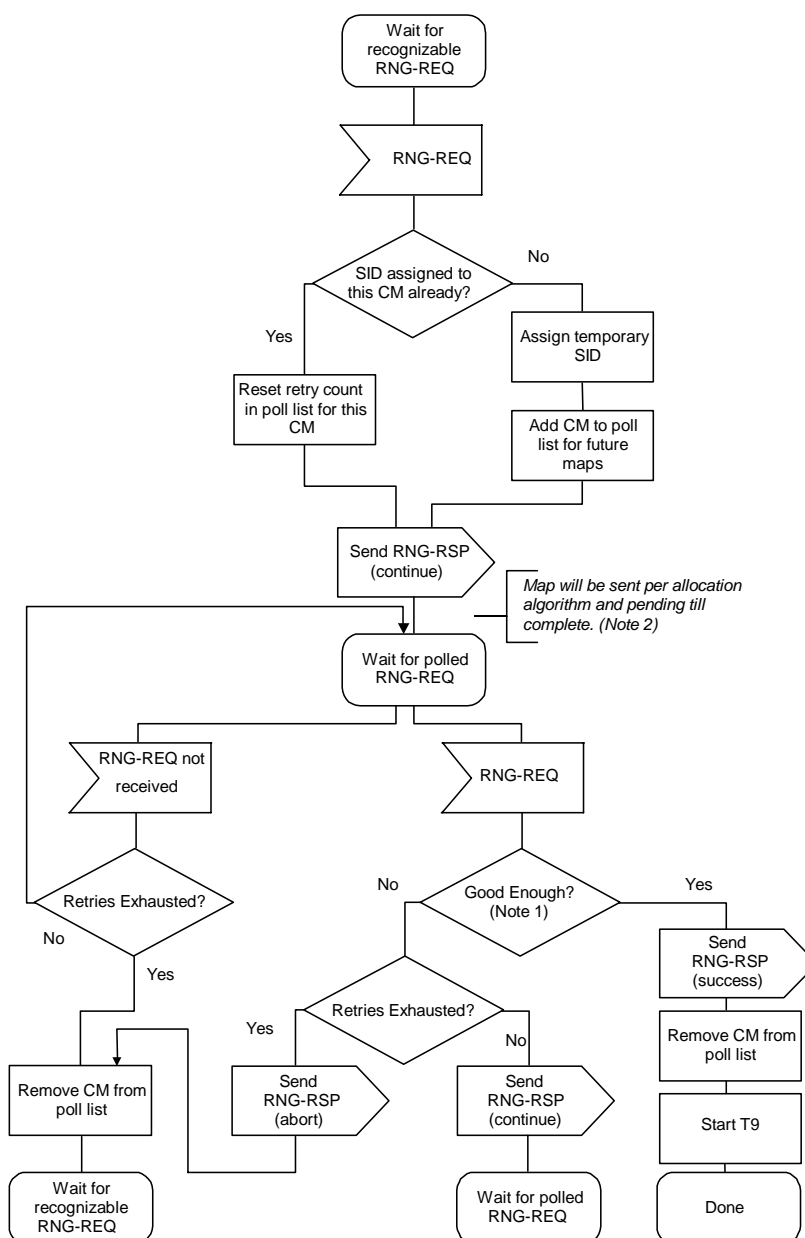 Wait for
recognizable
RNG-REQ
RNG-REQ
SID assigned to
this CM already?
No
Yes
Assign temporary
SID
Reset retry count
in poll list for this
CM
Add CM to poll
list for future
maps
Send RNG-RSP
(continue)
Map will be sent per allocation
algorithm and pending till
complete. (Note 2)
Wait for polled
RNG-REQ
RNG-REQ not
received
RNG-REQ
Retries Exhausted?
No
Yes
Good Enough?
(Note 1)
No
Yes
Send
RNG-RSP
(success)
Retries Exhausted?
Yes
No
Remove CM from
poll list
Remove CM from
poll list
Send
RNG-RSP
(abort)
Send
RNG-RSP
(continue)
Start T9
Wait for
recognizable
RNG-REQ
Wait for polled
RNG-REQ
Done